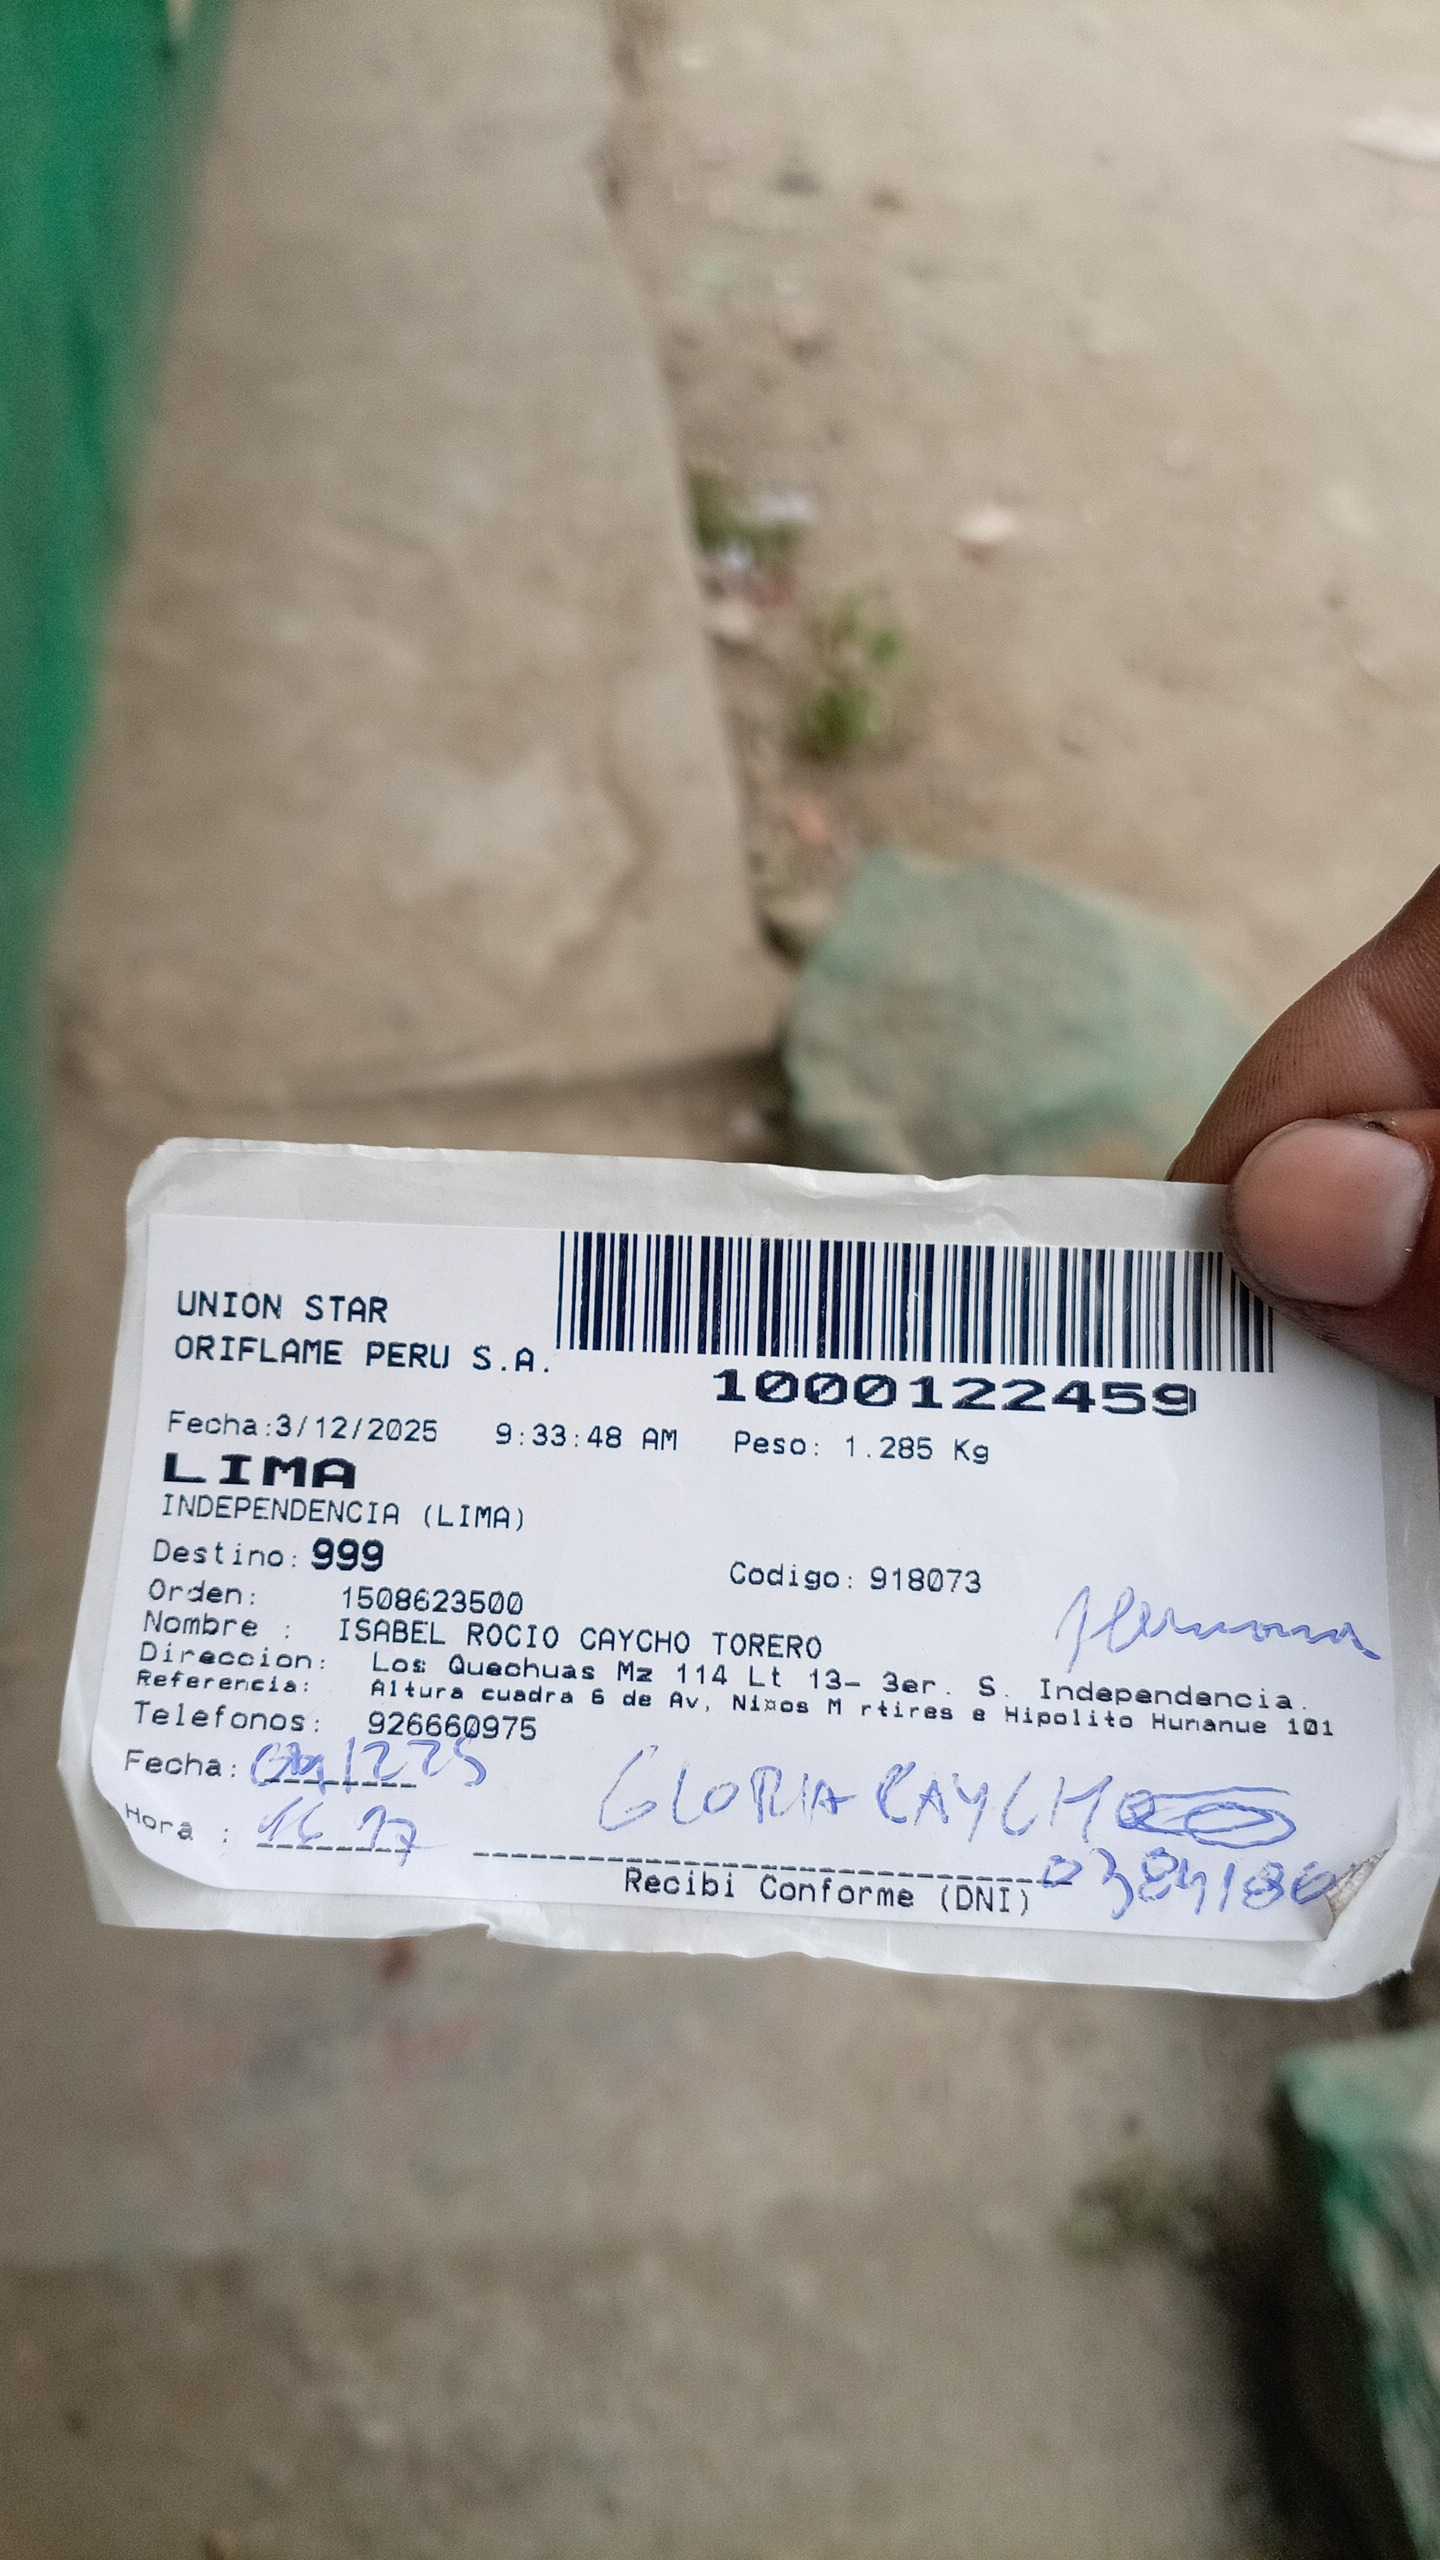 UNION STAR
ORIFLAME PERU S.A.
1000122459
Fecha:3/12/2025 9:33:48 AM Peso: 1.285 Kg
LIMA
INDEPENDENCIA (LIMA)
Destino: 999 Codigo: 918073
Orden: 1508623500
Nombre : ISABEL ROCIO CAYCHO TORERO
Hermana
Direccion: Los Quechuas Mz 114 Lt 13- 3er. S. Independencia.
Referencia: Altura cuadra 6 de Av, Ni¤os M rtires e Hipolito Hunanue 101
Telefonos: 926660975
Fecha:
GLORIA CAYCHO
Hora :
Recibi Conforme (DNI)